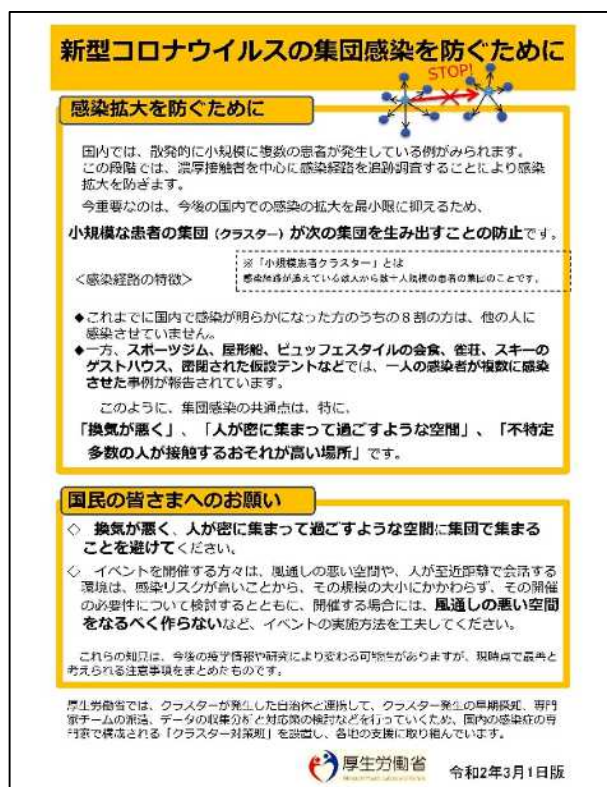 新型コロナウイルスの集団感染を防ぐために
STOP!
感染拡大を防ぐために
国内では、散発的に小規模に複数の患者が発生している例がみられます。
この段階では、濃厚接触者を中心に感染経路を追跡調査することにより感染
拡大を防ぎます。
今重要なのは、今後の国内での感染の拡大を最小限に抑えるため、
小規模な患者の集団（クラスター）が次の集団を生み出すことの防止です。
※「小規模患者クラスター」とは
感染経路が追えている数人から数十人規模の患者の集団のことです。
＜感染経路の特徴＞
◆これまでに国内で感染が明らかになった方のうちの８割の方は、他の人に
感染させていません。
◆一方、スポーツジム、屋形船、ビュッフェスタイルの会食、雀荘、スキーの
ゲストハウス、密閉された仮設テントなどでは、一人の感染者が複数に感染
させた事例が報告されています。
このように、集団感染の共通点は、特に、
「換気が悪く」、「人が密に集まって過ごすような空間」、「不特定
多数の人が接触するおそれが高い場所」です。
国民の皆さまへのお願い
◇ 換気が悪く、人が密に集まって過ごすような空間に集団で集まる
ことを避けてください。
◇ イベントを開催する方々は、風通しの悪い空間や、人が至近距離で会話する
環境は、感染リスクが高いことから、その規模の大小にかかわらず、その開催
の必要性について検討するとともに、開催する場合には、風通しの悪い空間
をなるべく作らないなど、イベントの実施方法を工夫してください。
これらの知見は、今後の疫学情報や研究により変わる可能性がありますが、現時点で最善と
考えられる注意事項をまとめたものです。
厚生労働省では、クラスターが発生した自治体と連携して、クラスター発生の早期探知、専門
家チームの派遣、データの収集分析と対応策の検討などを行っていくため、国内の感染症の専
門家で構成される「クラスター対策班」を設置し、各地の支援に取り組んでいます。
厚生労働省
令和2年3月1日版